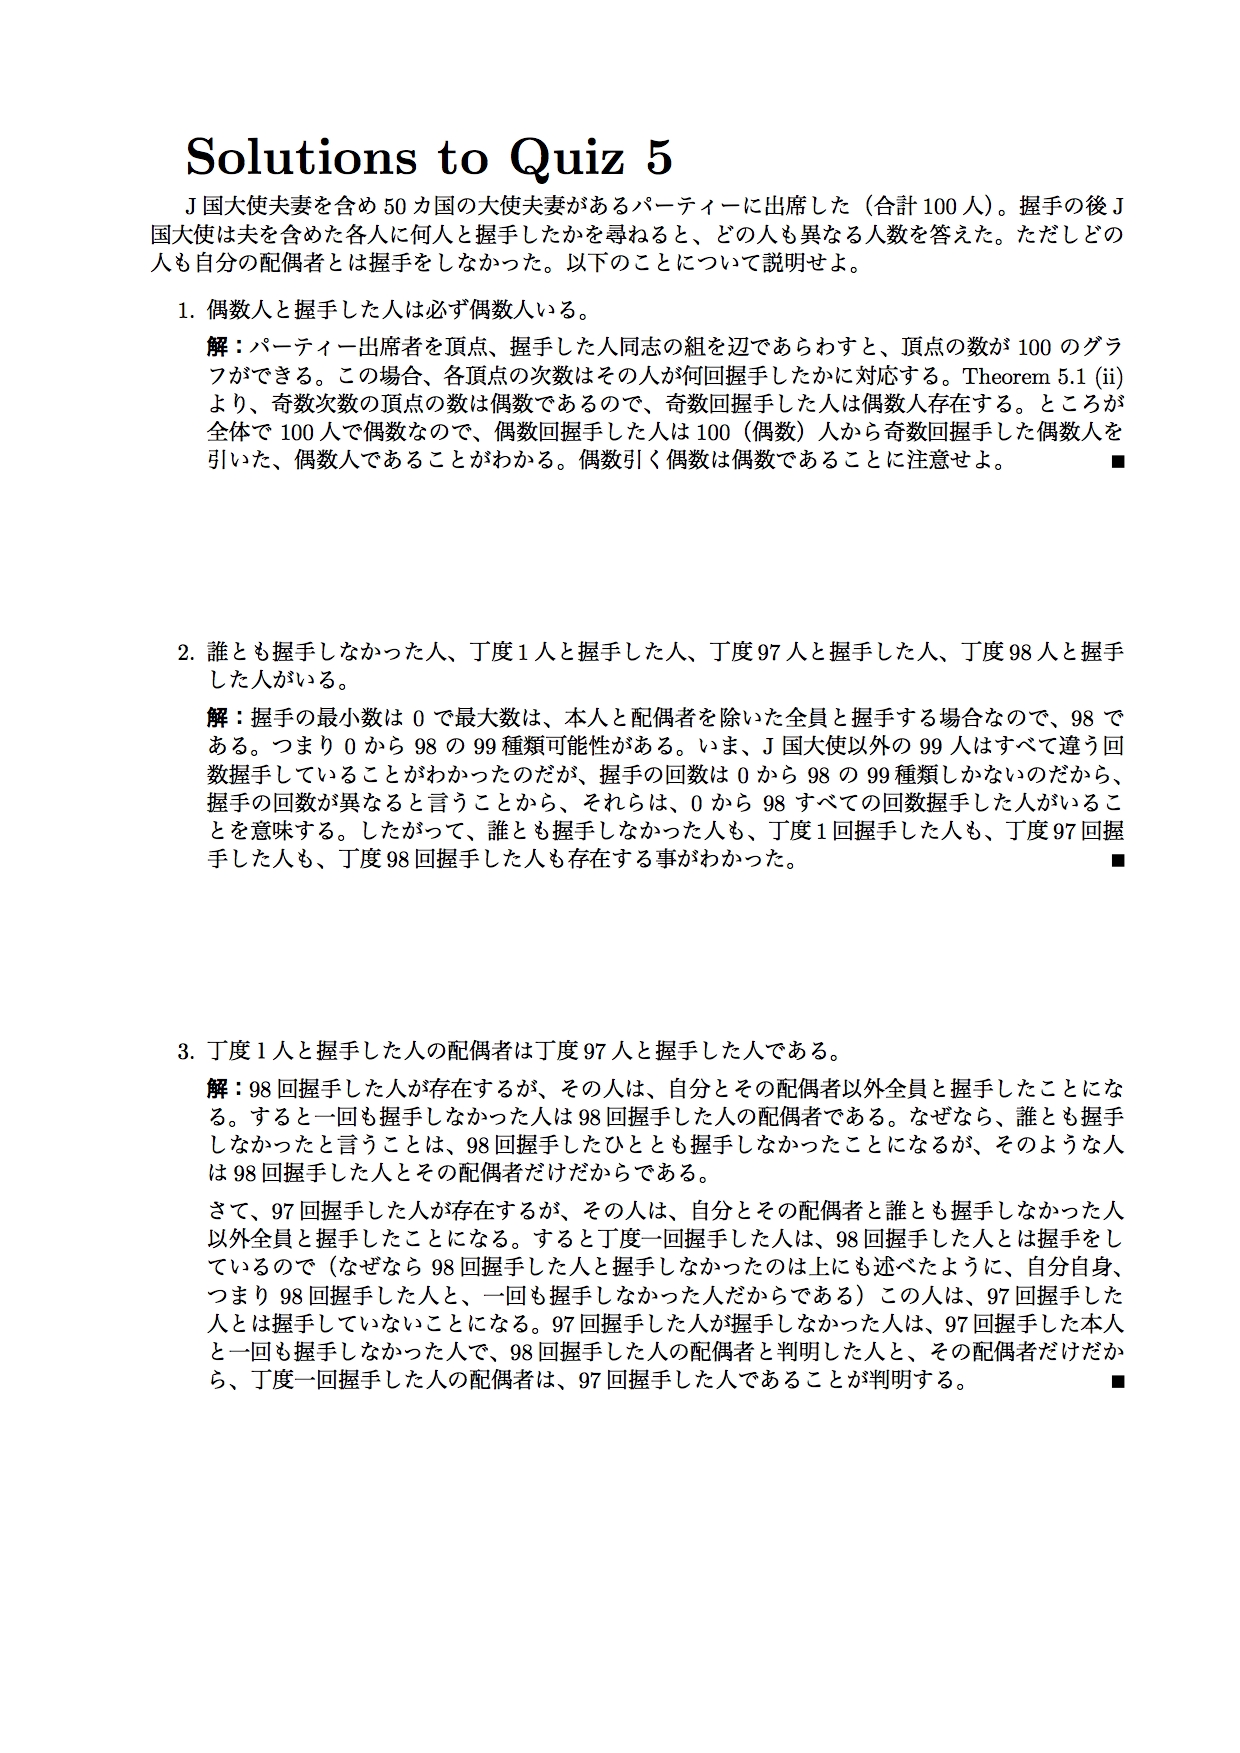 Solutions to Quiz 5
J 国大使夫妻を含め 50 カ国の大使夫妻があるパーティーに出席した（合計 100 人）。握手の後 J
国大使は夫を含めた各人に何人と握手したかを尋ねると、どの人も異なる人数を答えた。ただしどの
人も自分の配偶者とは握手をしなかった。以下のことについて説明せよ。
1. 偶数人と握手した人は必ず偶数人いる。
解：パーティー出席者を頂点、握手した人同志の組を辺であらわすと、頂点の数が 100 のグラ
フができる。この場合、各頂点の次数はその人が何回握手したかに対応する。Theorem 5.1 (ii)
より、奇数次数の頂点の数は偶数であるので、奇数回握手した人は偶数人存在する。ところが
全体で 100 人で偶数なので、偶数回握手した人は 100（偶数）人から奇数回握手した偶数人を
引いた、偶数人であることがわかる。偶数引く偶数は偶数であることに注意せよ。 ■
2. 誰とも握手しなかった人、丁度 1 人と握手した人、丁度 97 人と握手した人、丁度 98 人と握手
した人がいる。
解：握手の最小数は 0 で最大数は、本人と配偶者を除いた全員と握手する場合なので、98 で
ある。つまり 0 から 98 の 99 種類可能性がある。いま、J 国大使以外の 99 人はすべて違う回
数握手していることがわかったのだが、握手の回数は 0 から 98 の 99 種類しかないのだから、
握手の回数が異なると言うことから、それらは、0 から 98 すべての回数握手した人がいるこ
とを意味する。したがって、誰とも握手しなかった人も、丁度 1 回握手した人も、丁度 97 回握
手した人も、丁度 98 回握手した人も存在する事がわかった。 ■
3. 丁度 1 人と握手した人の配偶者は丁度 97 人と握手した人である。
解：98 回握手した人が存在するが、その人は、自分とその配偶者以外全員と握手したことにな
る。すると一回も握手しなかった人は 98 回握手した人の配偶者である。なぜなら、誰とも握手
しなかったと言うことは、98 回握手したひととも握手しなかったことになるが、そのような人
は 98 回握手した人とその配偶者だけだからである。
さて、97 回握手した人が存在するが、その人は、自分とその配偶者と誰とも握手しなかった人
以外全員と握手したことになる。すると丁度一回握手した人は、98 回握手した人とは握手をし
ているので（なぜなら 98 回握手した人と握手しなかったのは上にも述べたように、自分自身、
つまり 98 回握手した人と、一回も握手しなかった人だからである）この人は、97 回握手した
人とは握手していないことになる。97 回握手した人が握手しなかった人は、97 回握手した本人
と一回も握手しなかった人で、98 回握手した人の配偶者と判明した人と、その配偶者だけだか
ら、丁度一回握手した人の配偶者は、97 回握手した人であることが判明する。 ■